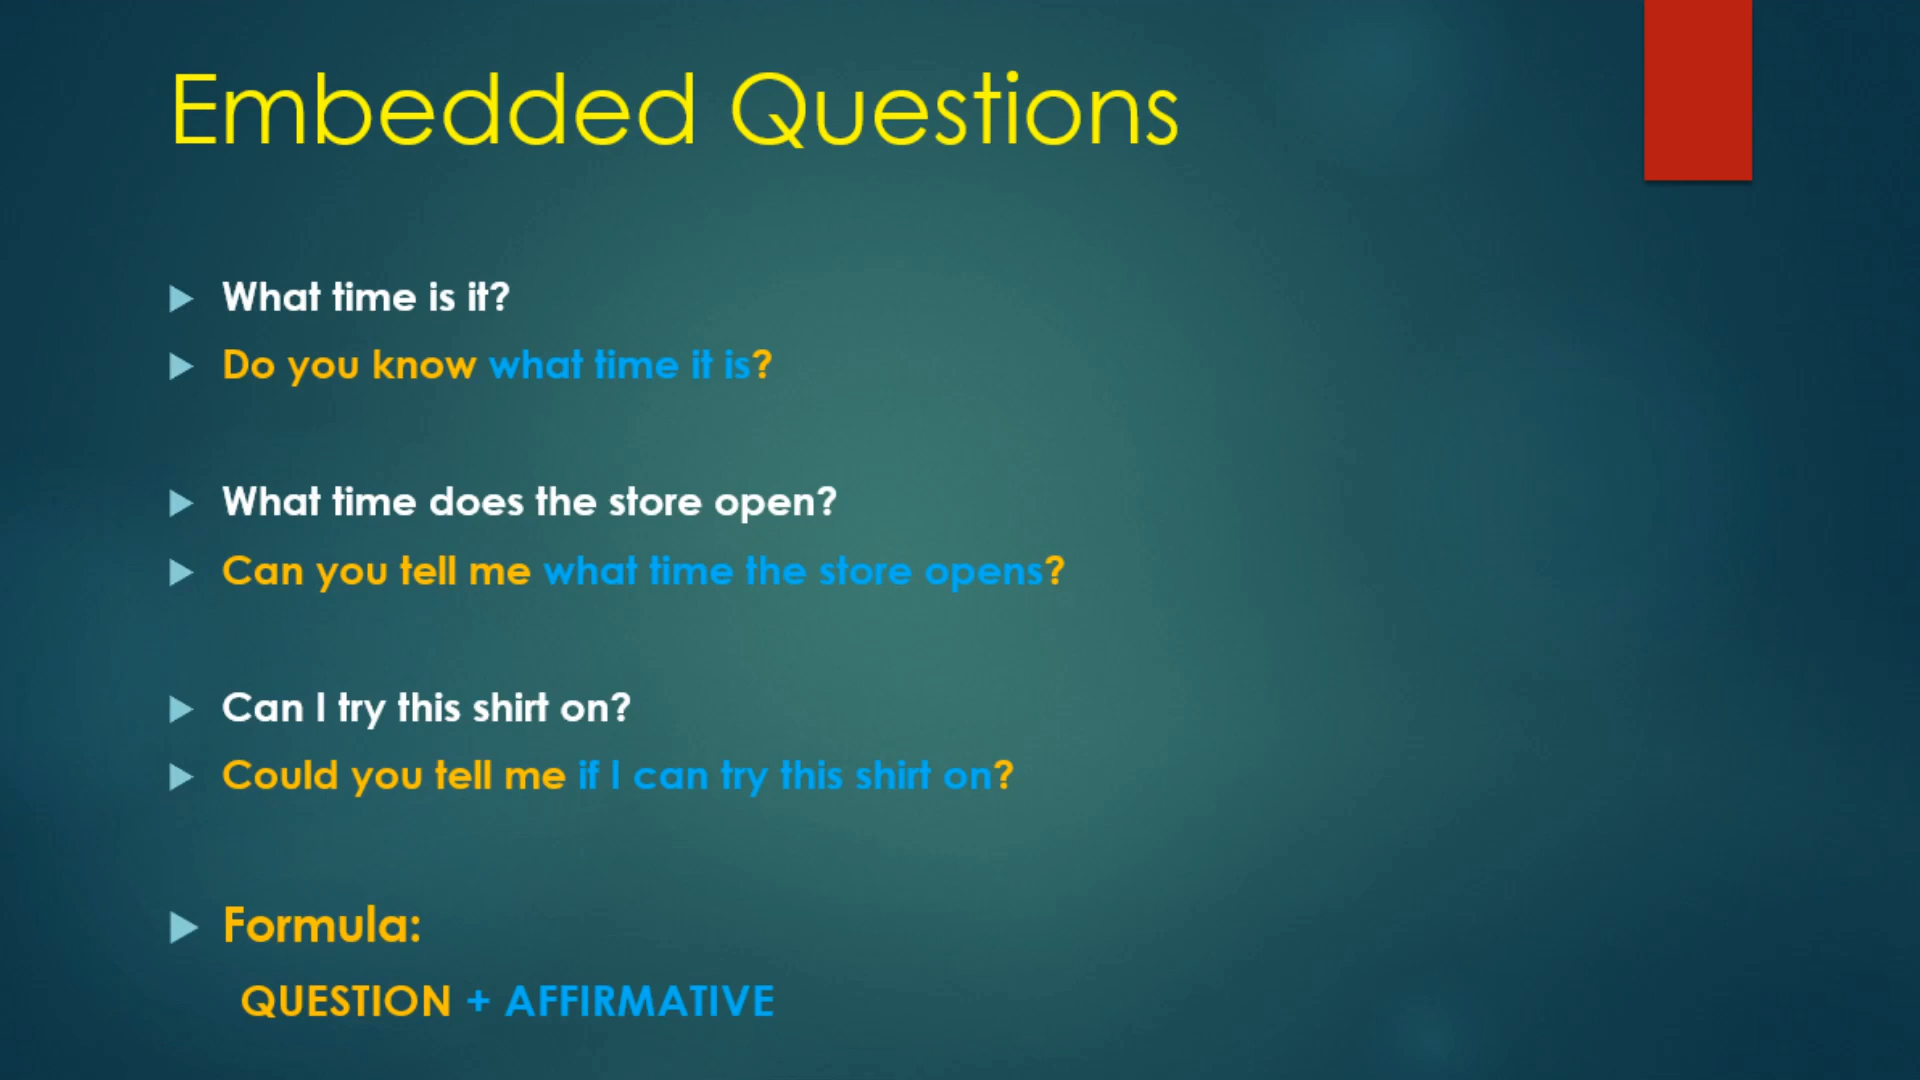 Embedded Questions
What time is it?
Do you know what time it is?
What time does the store open?
Can you tell me what time the store opens?
Can I try this shirt on?
Could you tell me if I can try this shirt on?
Formula:
QUESTION + AFFIRMATIVE